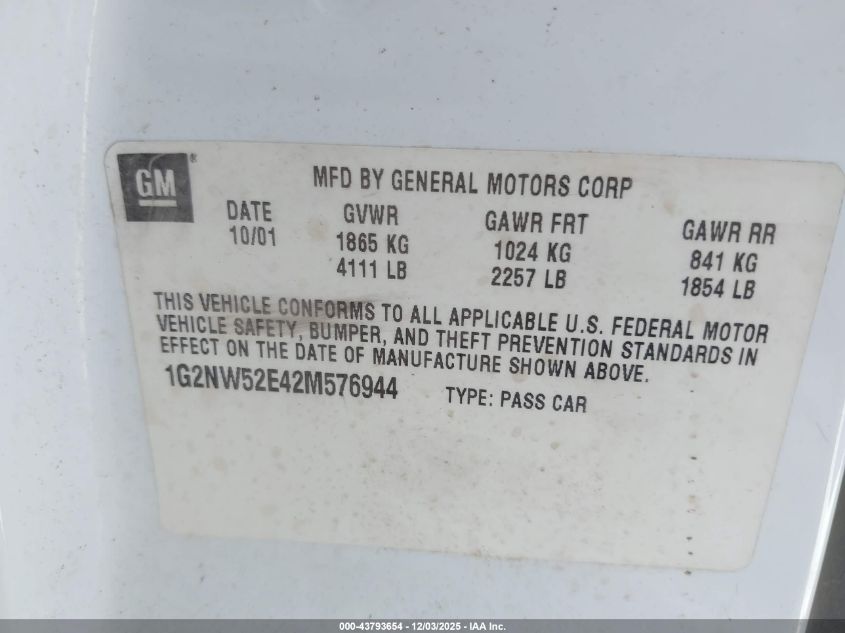 GM®
MFD BY GENERAL MOTORS CORP
DATE GVWR GAWR FRT GAWR RR
10/01 1865 KG 1024 KG 841 KG
4111 LB 2257 LB 1854 LB
THIS VEHICLE CONFORMS TO ALL APPLICABLE U.S. FEDERAL MOTOR
VEHICLE SAFETY, BUMPER, AND THEFT PREVENTION STANDARDS IN
EFFECT ON THE DATE OF MANUFACTURE SHOWN ABOVE.
1G2NW52E42M576944 TYPE: PASS CAR
000-43793654 - 12/03/2025 - IAA Inc.